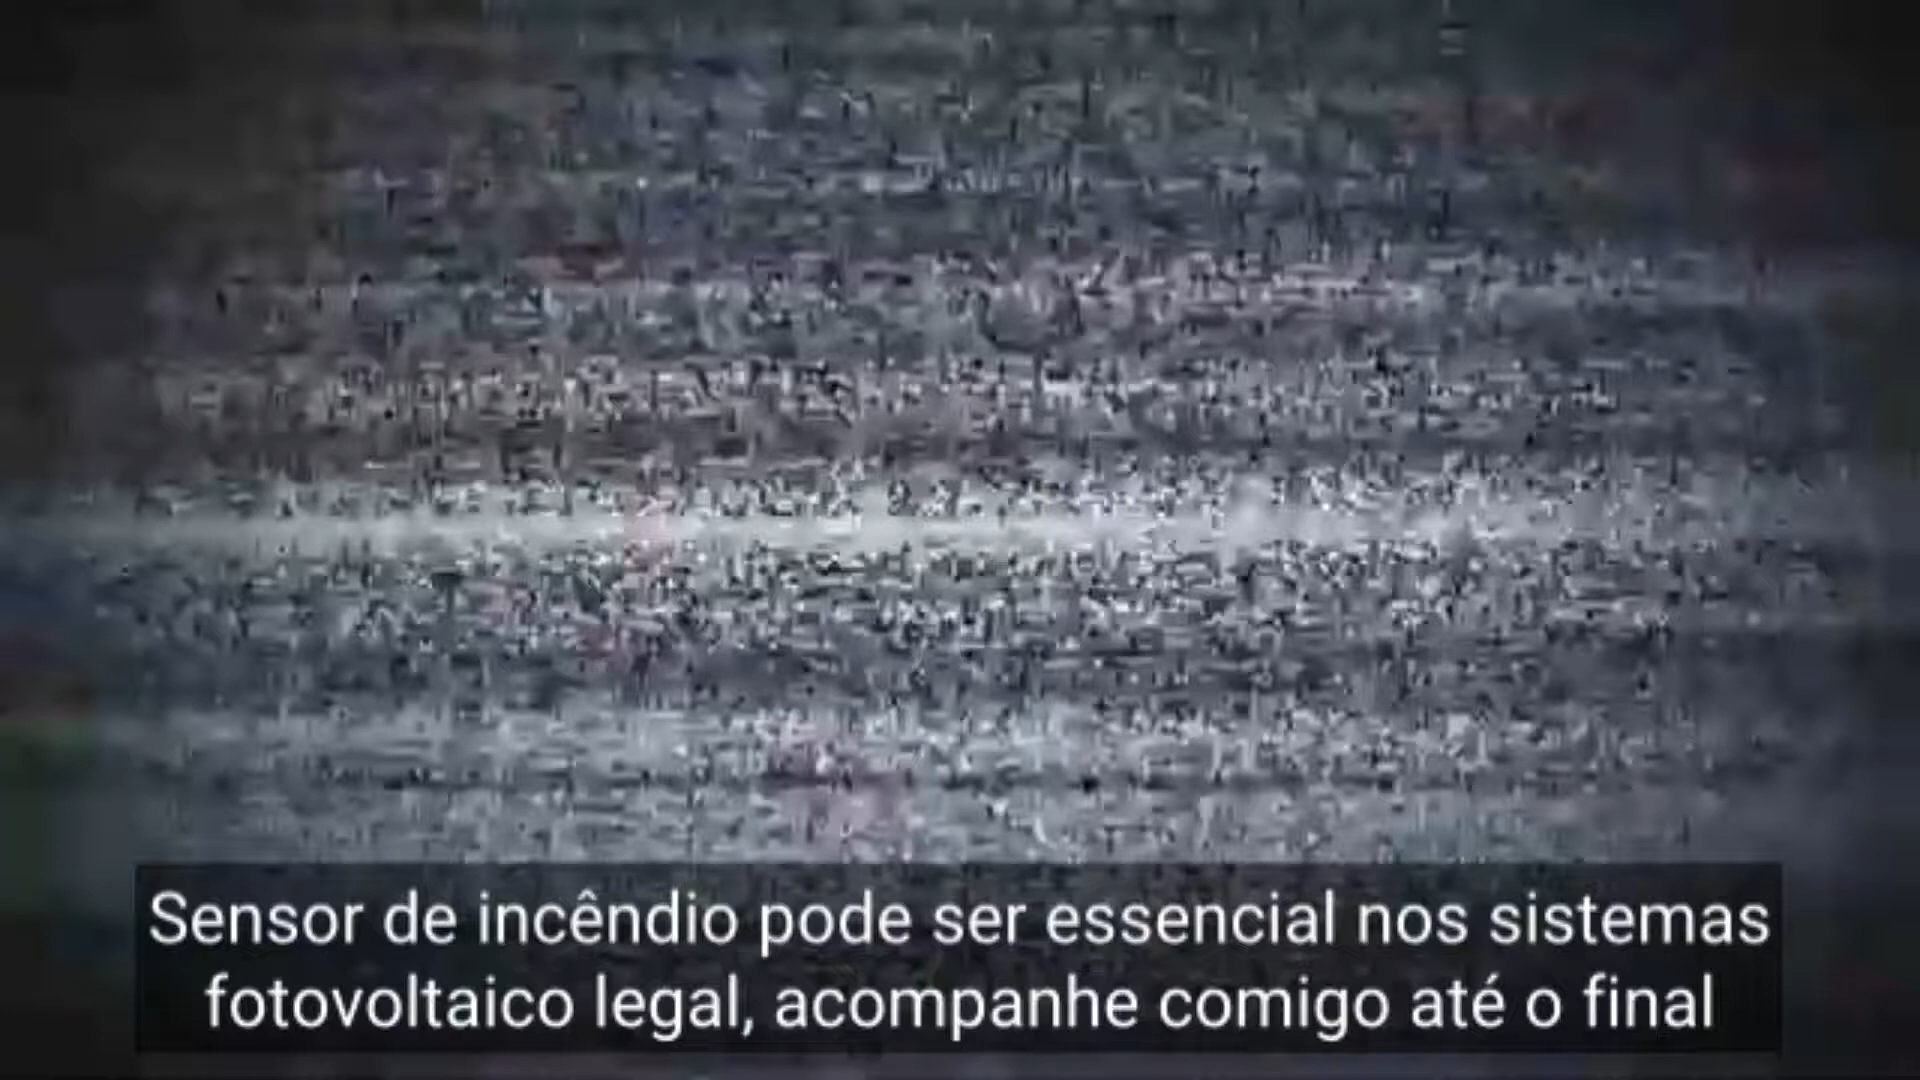 Sensor de incêndio pode ser essencial nos sistemas
fotovoltaico legal, acompanhe comigo até o final